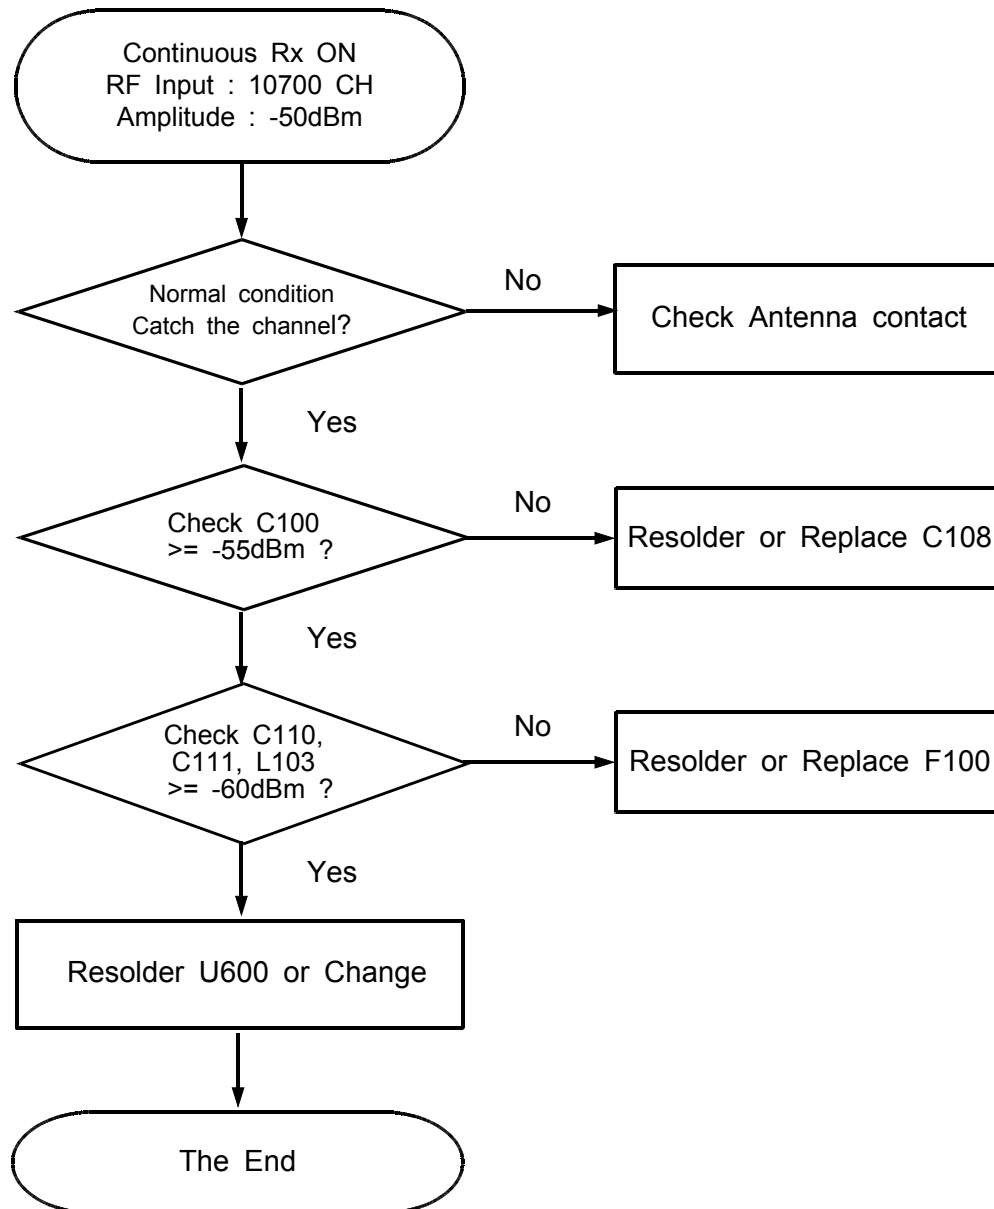 Continuous Rx ON
RF Input : 10700 CH
Amplitude : -50dBm
Normal condition
Catch the channel?
No
Check Antenna contact
Yes
Check C100
>= -55dBm ?
No
Resolder or Replace C108
Yes
Check C110,
C111, L103
>= -60dBm ?
No
Resolder or Replace F100
Yes
Resolder U600 or Change
The End